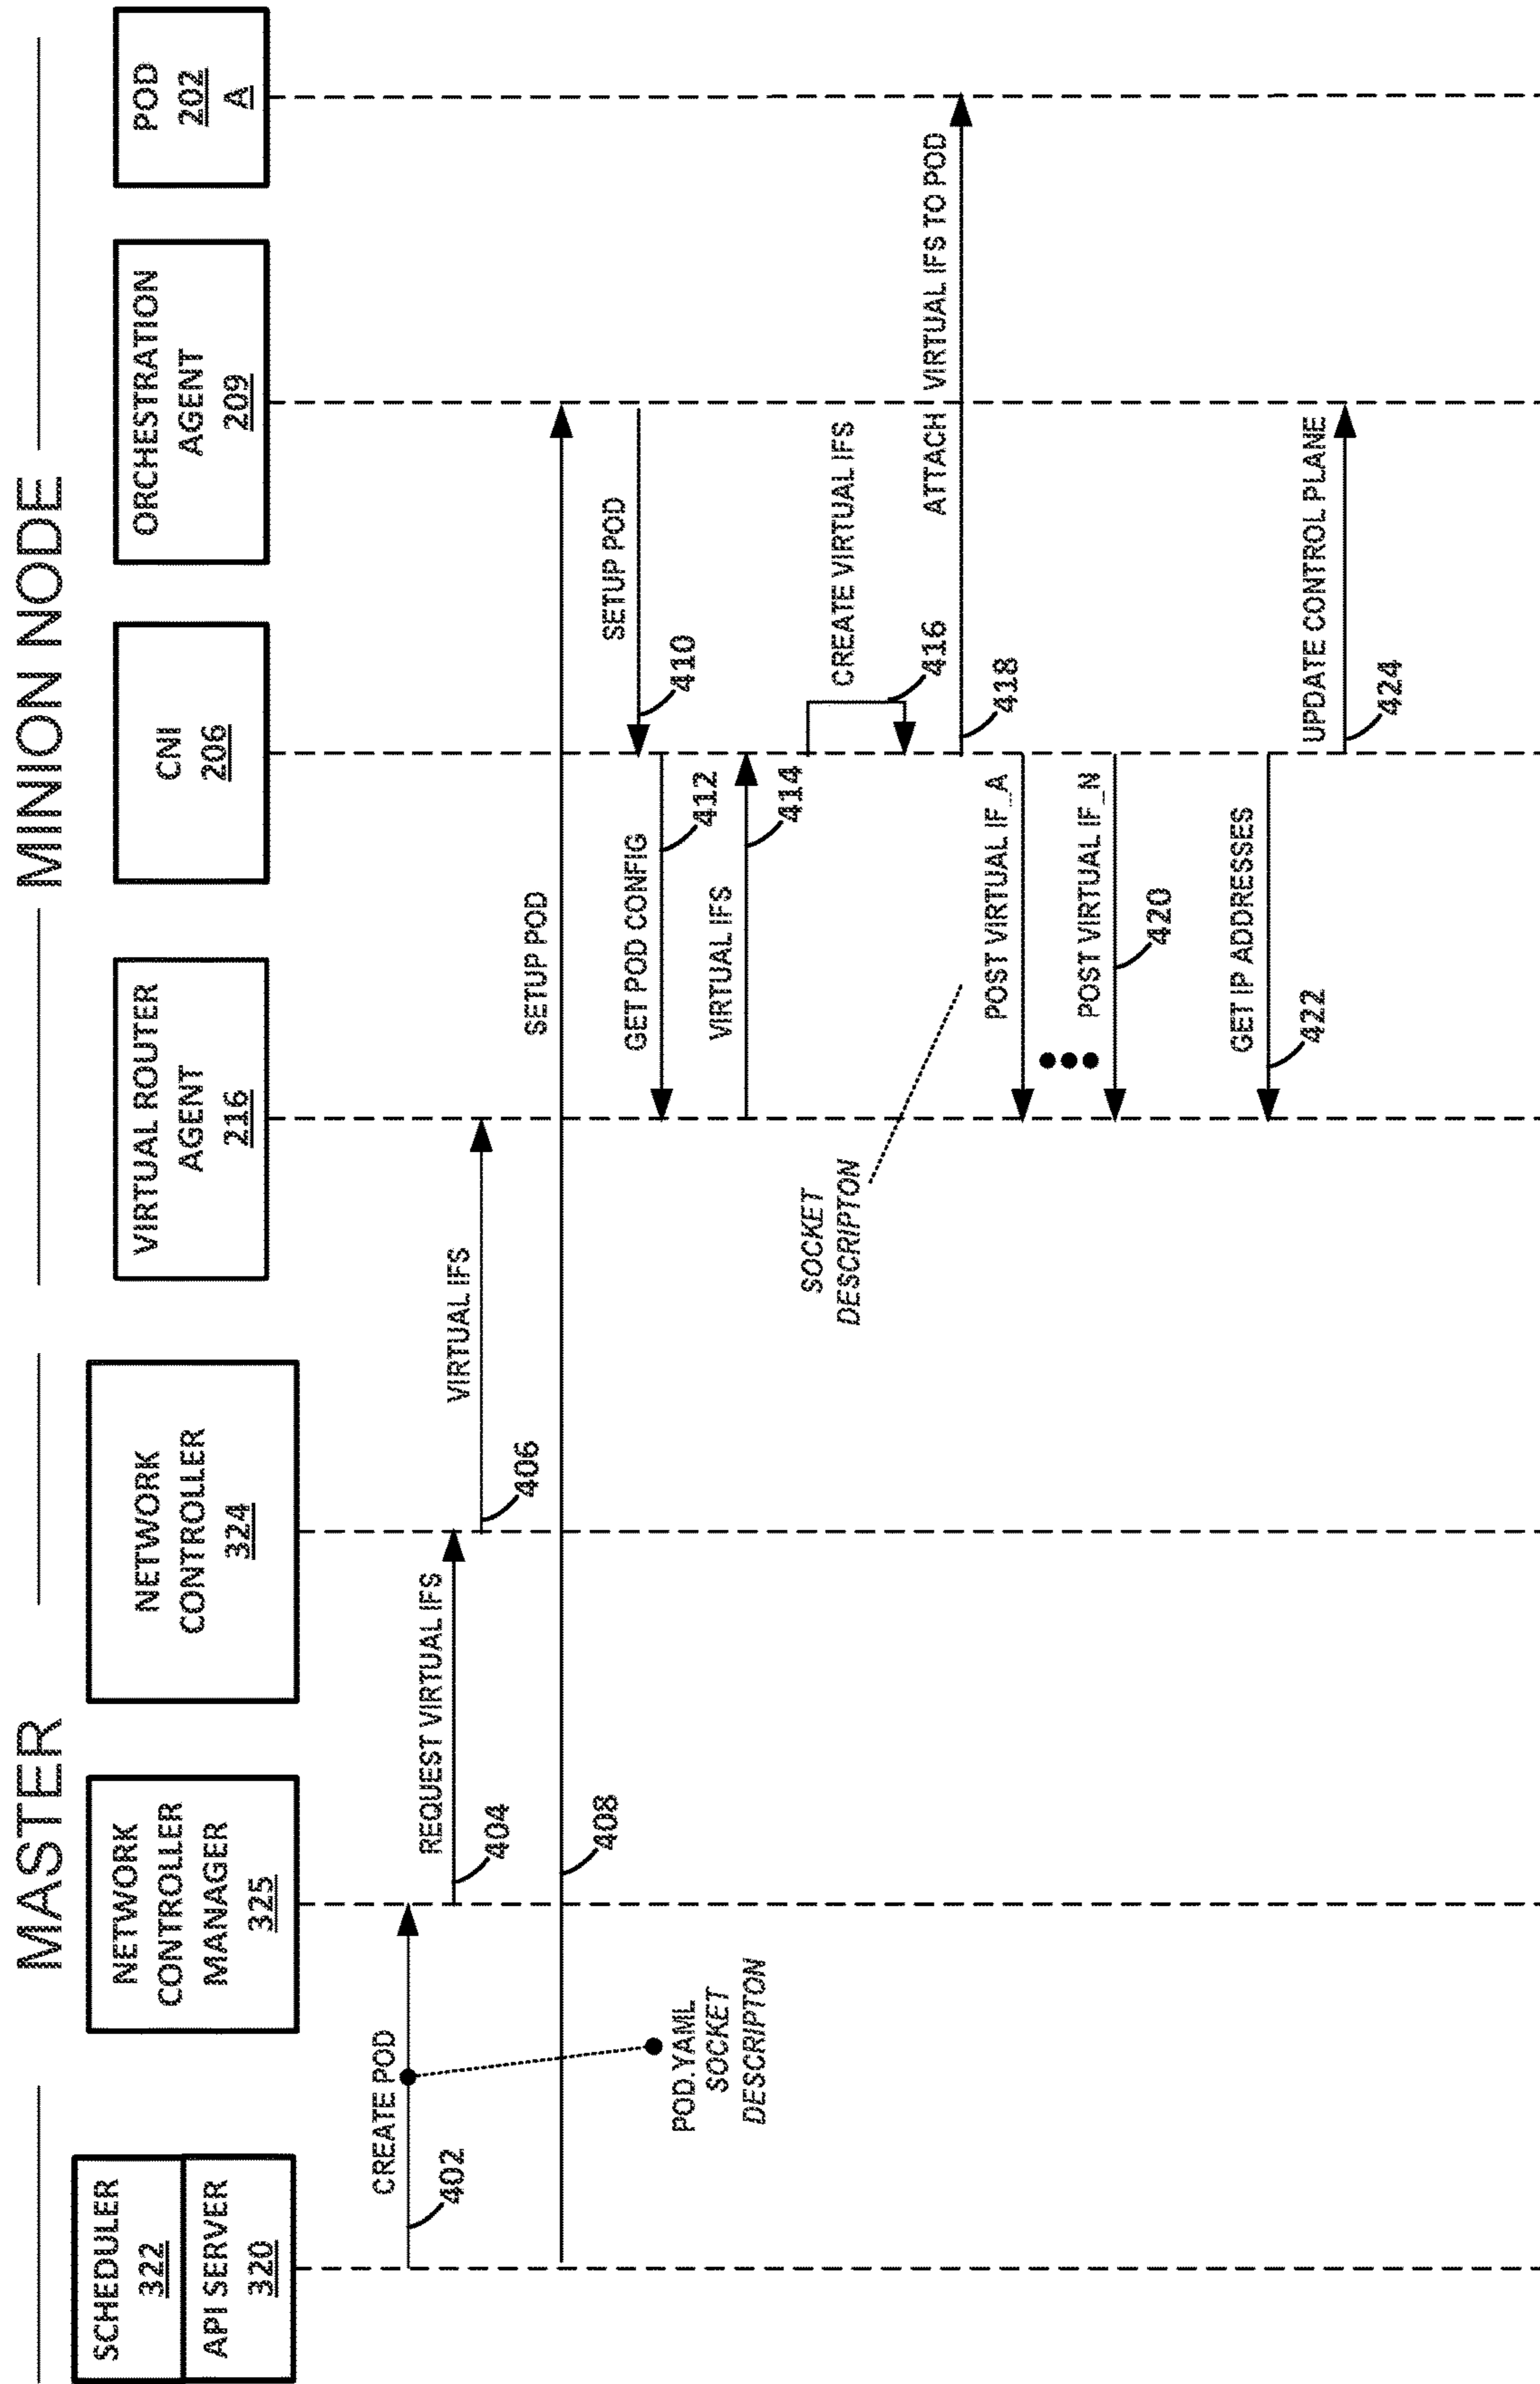 MASTER
MINION NODE
SCHEDULER
322
API SERVER
320
NETWORK
CONTROLLER
MANAGER
325
NETWORK
CONTROLLER
324
VIRTUAL ROUTER
AGENT
216
CNI
206
ORCHESTRATION
AGENT
209
POD
202
A
CREATE POD
402
POD.YAML
SOCKET
DESCRIPTON
REQUEST VIRTUAL IFS
404
VIRTUAL IFS
406
SETUP POD
408
SETUP POD
410
GET POD CONFIG
412
VIRTUAL IFS
414
CREATE VIRTUAL IFS
416
ATTACH VIRTUAL IFS TO POD
418
SOCKET
DESCRIPTON
POST VIRTUAL IF_A
POST VIRTUAL IF_N
420
GET IP ADDRESSES
422
UPDATE CONTROL PLANE
424